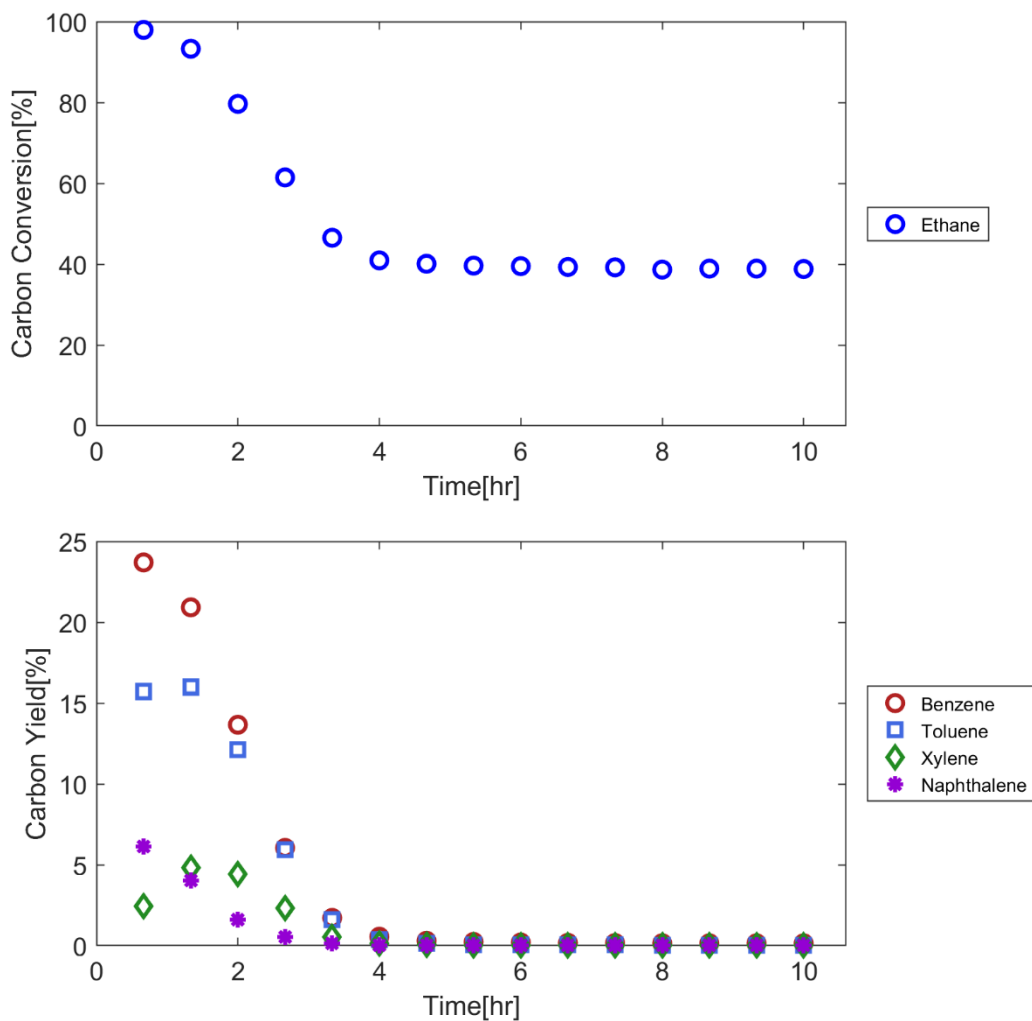 100
80
60
40
20
0
Carbon Conversion[%]
0 2 4 6 8 10
Time[hr]
Ethane
25
20
15
10
5
0
Carbon Yield[%]
0 2 4 6 8 10
Time[hr]
Benzene
Toluene
Xylene
Naphthalene